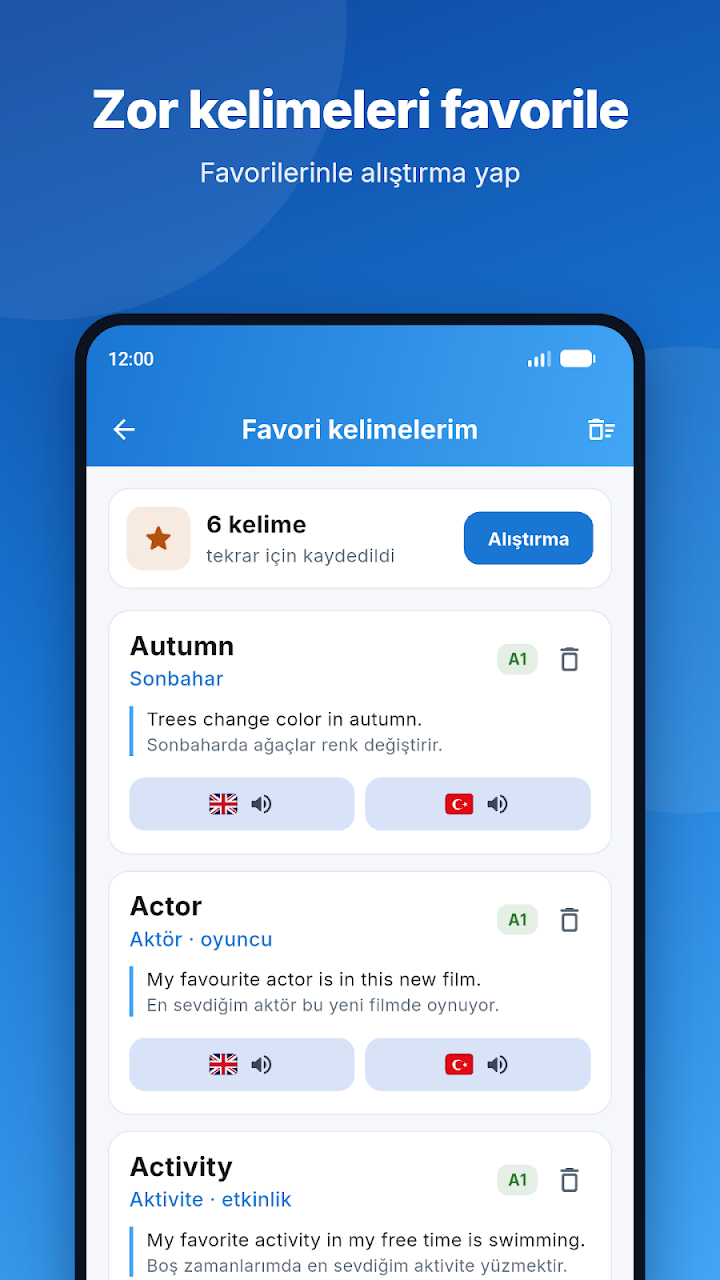 Zor kelimeleri favorile
Favorilerinle alıştırma yap
12:00
Favori kelimelerim
6 kelime
tekrar için kaydedildi
Alıştırma
Autumn
Sonbahar
A1
Trees change color in autumn.
Sonbaharda ağaçlar renk değiştirir.
Actor
Aktör · oyuncu
A1
My favourite actor is in this new film.
En sevdiğim aktör bu yeni filmde oynuyor.
Activity
Aktivite · etkinlik
A1
My favorite activity in my free time is swimming.
Boş zamanlarımda en sevdiğim aktivite yüzmektir.